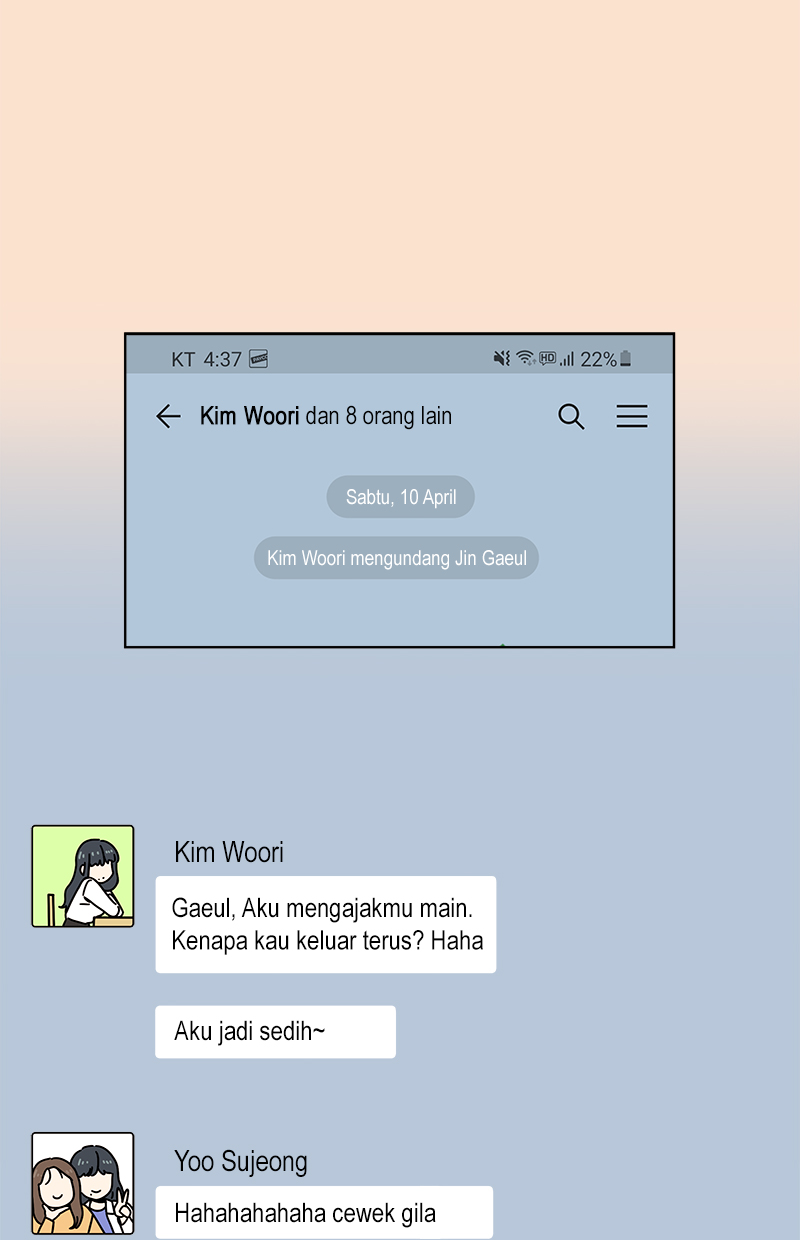 KT 4:37
HD 22%
Kim Woori dan 8 orang lain
Sabtu, 10 April
Kim Woori mengundang Jin Gaeul
Kim Woori
Gaeul, Aku mengajakmu main.
Kenapa kau keluar terus? Haha
Aku jadi sedih~
Yoo Sujeong
Hahahahahaha cewek gila